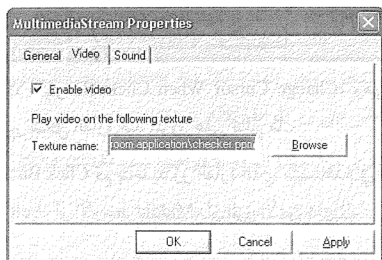 MultimediaStream Properties
General Video Sound
Enable video
Play video on the following texture
Texture name: room application\checker.ppm Browse
OK Cancel Apply